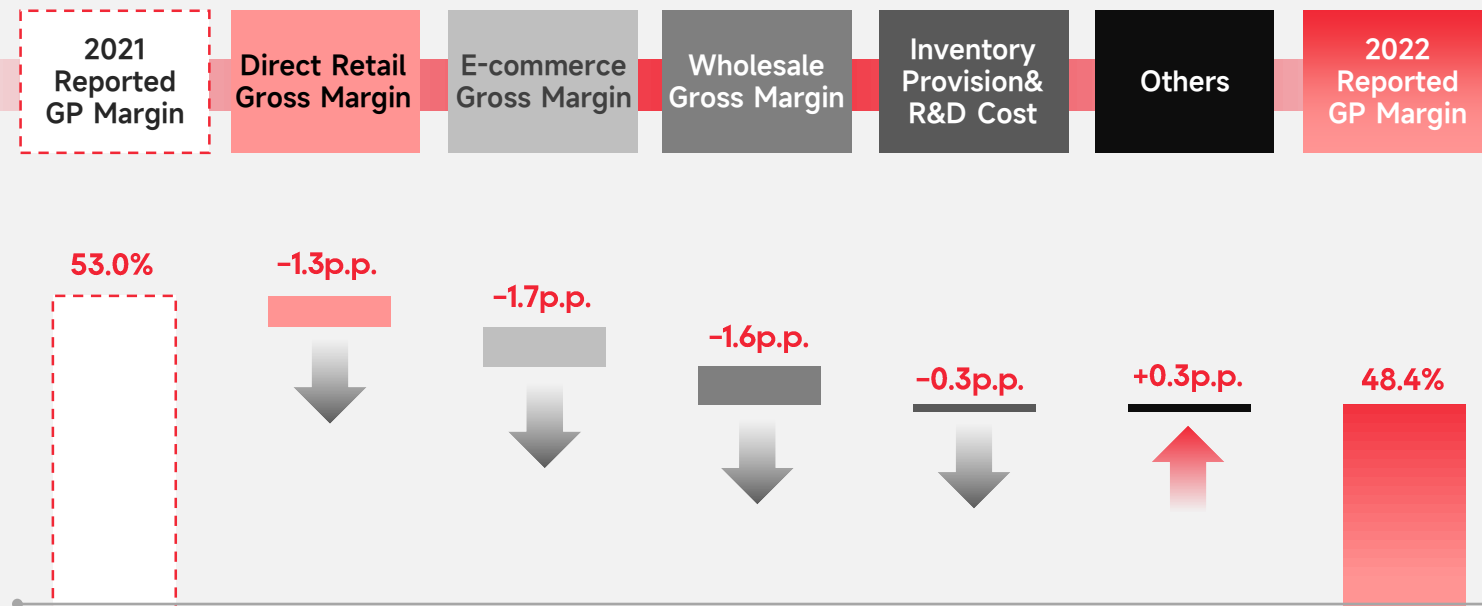 2021
Reported
GP Margin
Direct Retail
Gross Margin
E-commerce
Gross Margin
Wholesale
Gross Margin
Inventory
Provision&
R&D Cost
Others
2022
Reported
GP Margin
53.0%
-1.3p.p.
-1.7p.p.
-1.6p.p.
-0.3p.p.
+0.3p.p.
48.4%